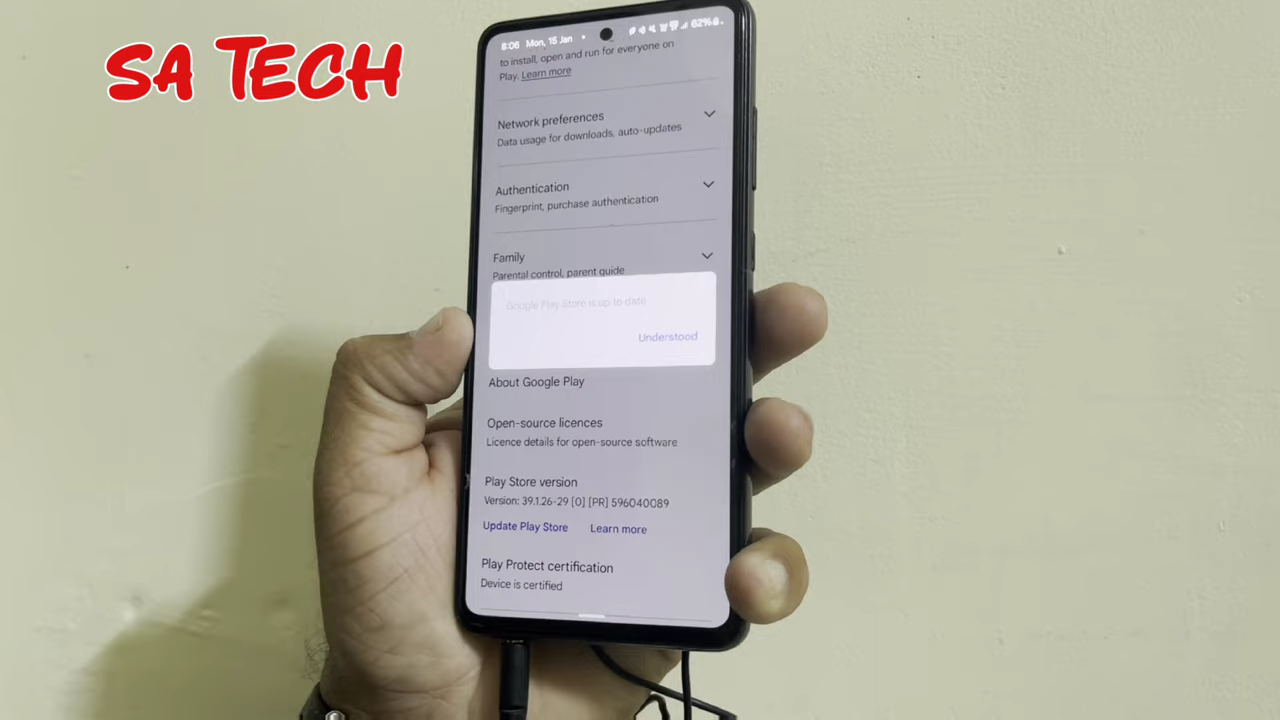 SA TECH
8:06 Mon, 15 Jan 62%
to install, open and run for everyone on
Play. Learn more
Network preferences
Data usage for downloads, auto-updates
Authentication
Fingerprint, purchase authentication
Family
Parental control, parent guide
Google Play Store is up to date
Understood
About Google Play
Open-source licences
Licence details for open-source software
Play Store version
Version: 39.1.26-29 [0] [PR] 596040089
Update Play Store Learn more
Play Protect certification
Device is certified